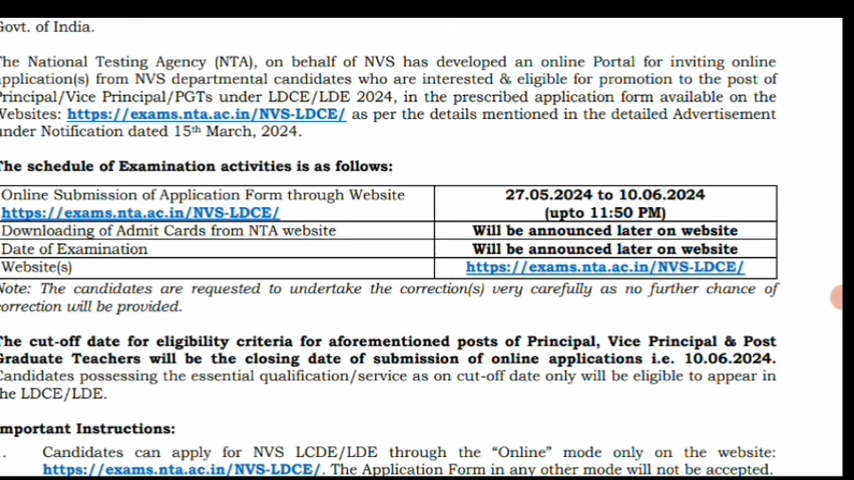 Govt. of India.
The National Testing Agency (NTA), on behalf of NVS has developed an online Portal for inviting online
application(s) from NVS departmental candidates who are interested & eligible for promotion to the post of
Principal/Vice Principal/PGTs under LDCE/LDE 2024, in the prescribed application form available on the
Websites: https://exams.nta.ac.in/NVS-LDCE/ as per the details mentioned in the detailed Advertisement
under Notification dated 15th March, 2024.
The schedule of Examination activities is as follows:
Online Submission of Application Form through Website 27.05.2024 to 10.06.2024
https://exams.nta.ac.in/NVS-LDCE/ (upto 11:50 PM)
Downloading of Admit Cards from NTA website Will be announced later on website
Date of Examination Will be announced later on website
Website(s) https://exams.nta.ac.in/NVS-LDCE/
Note: The candidates are requested to undertake the correction(s) very carefully as no further chance of
correction will be provided.
The cut-off date for eligibility criteria for aforementioned posts of Principal, Vice Principal & Post
Graduate Teachers will be the closing date of submission of online applications i.e. 10.06.2024.
Candidates possessing the essential qualification/service as on cut-off date only will be eligible to appear in
the LDCE/LDE.
Important Instructions:
. Candidates can apply for NVS LCDE/LDE through the “Online” mode only on the website:
https://exams.nta.ac.in/NVS-LDCE/. The Application Form in any other mode will not be accepted.